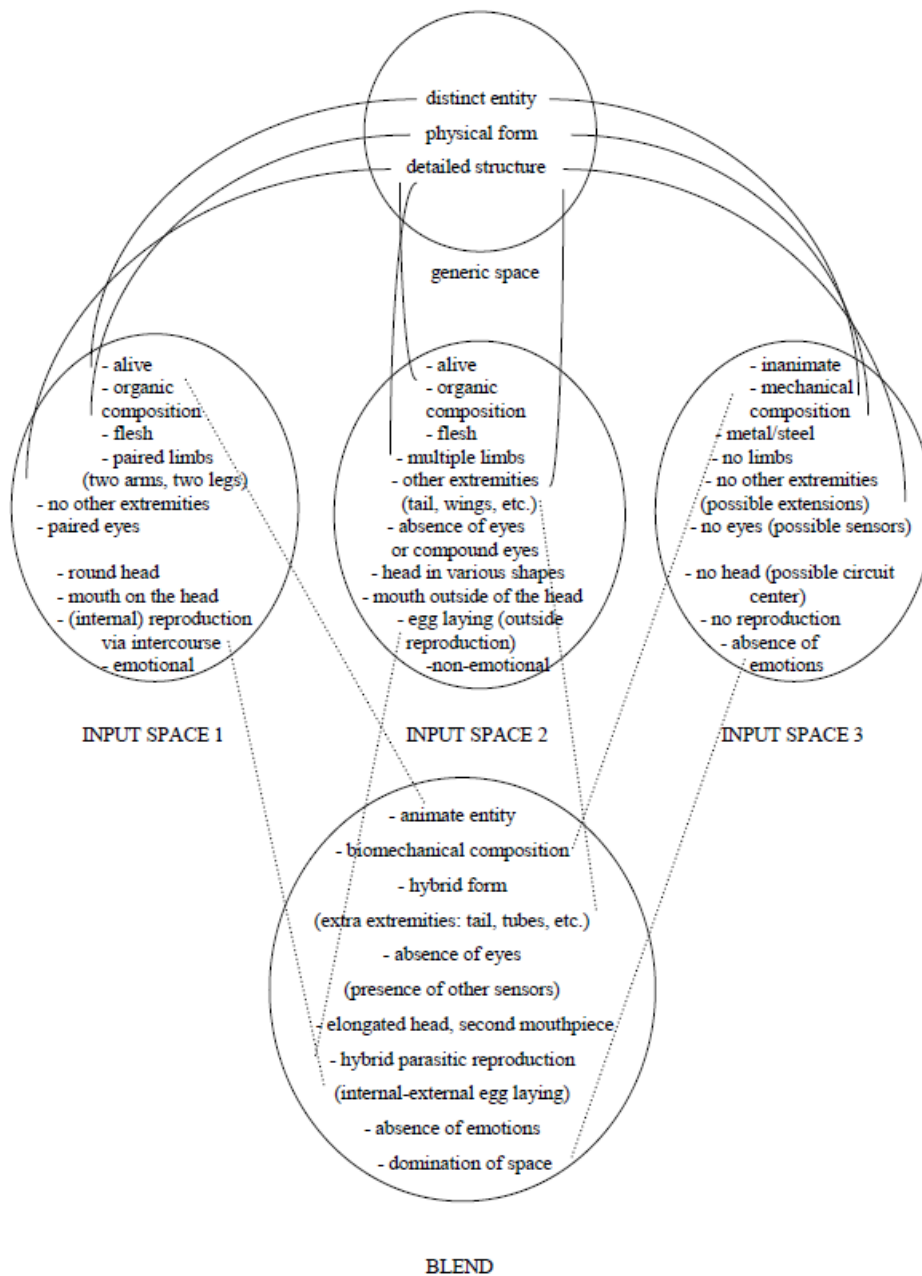 distinct entity
physical form
detailed structure
generic space
- alive
- organic
composition
- flesh
- paired limbs
(two arms, two legs)
- no other extremities
- paired eyes
- round head
- mouth on the head
- (internal) reproduction
via intercourse
- emotional
INPUT SPACE 1
- alive
- organic
composition
- flesh
- multiple limbs
- other extremities
(tail, wings, etc.)
- absence of eyes
or compound eyes
- head in various shapes
- mouth outside of the head
- egg laying (outside
reproduction)
-non-emotional
INPUT SPACE 2
- inanimate
- mechanical
composition
- metal/steel
- no limbs
- no other extremities
(possible extensions)
- no eyes (possible sensors)
- no head (possible circuit
center)
- no reproduction
- absence of
emotions
INPUT SPACE 3
- animate entity
- biomechanical composition
- hybrid form
(extra extremities: tail, tubes, etc.)
- absence of eyes
(presence of other sensors)
- elongated head, second mouthpiece
- hybrid parasitic reproduction
(internal-external egg laying)
- absence of emotions
- domination of space
BLEND